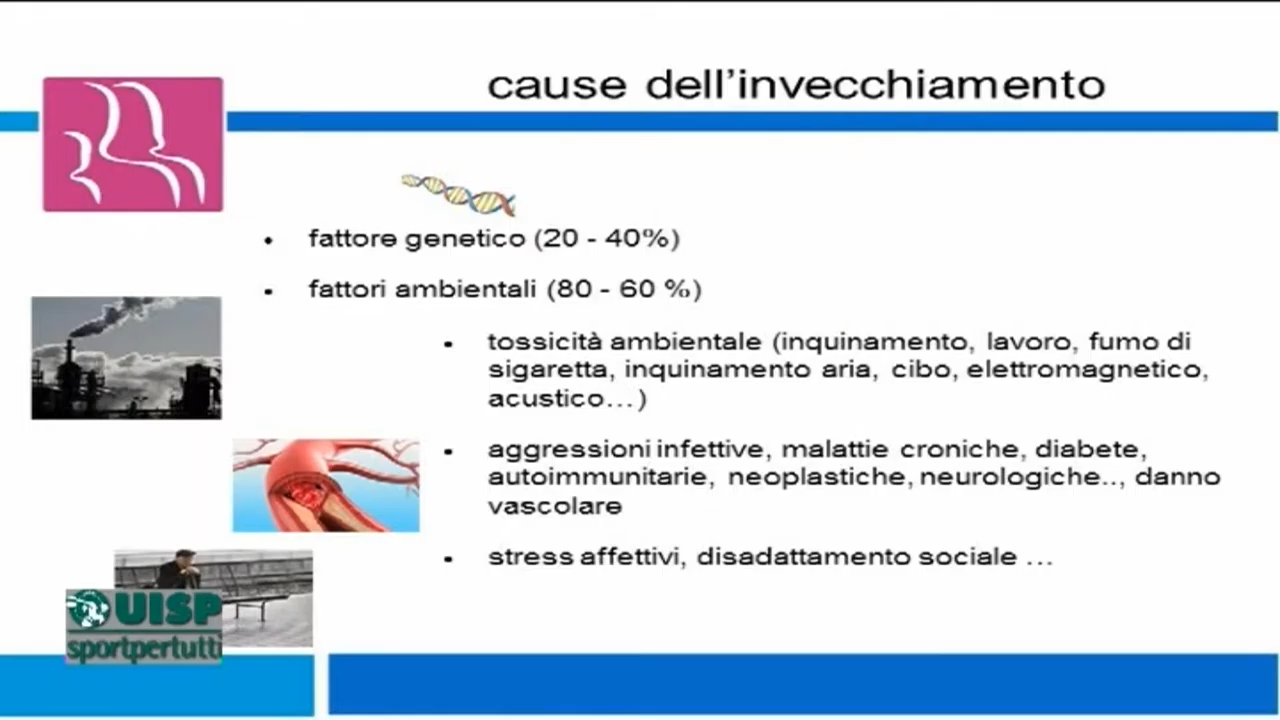 cause dell'invecchiamento
• fattore genetico (20 - 40%)
• fattori ambientali (80 - 60 %)
• tossicità ambientale (inquinamento, lavoro, fumo di
sigaretta, inquinamento aria, cibo, elettromagnetico,
acustico…)
• aggressioni infettive, malattie croniche, diabete,
autoimmunitarie, neoplastiche, neurologiche.., danno
vascolare
• stress affettivi, disadattamento sociale …
UISP
sportpertutti